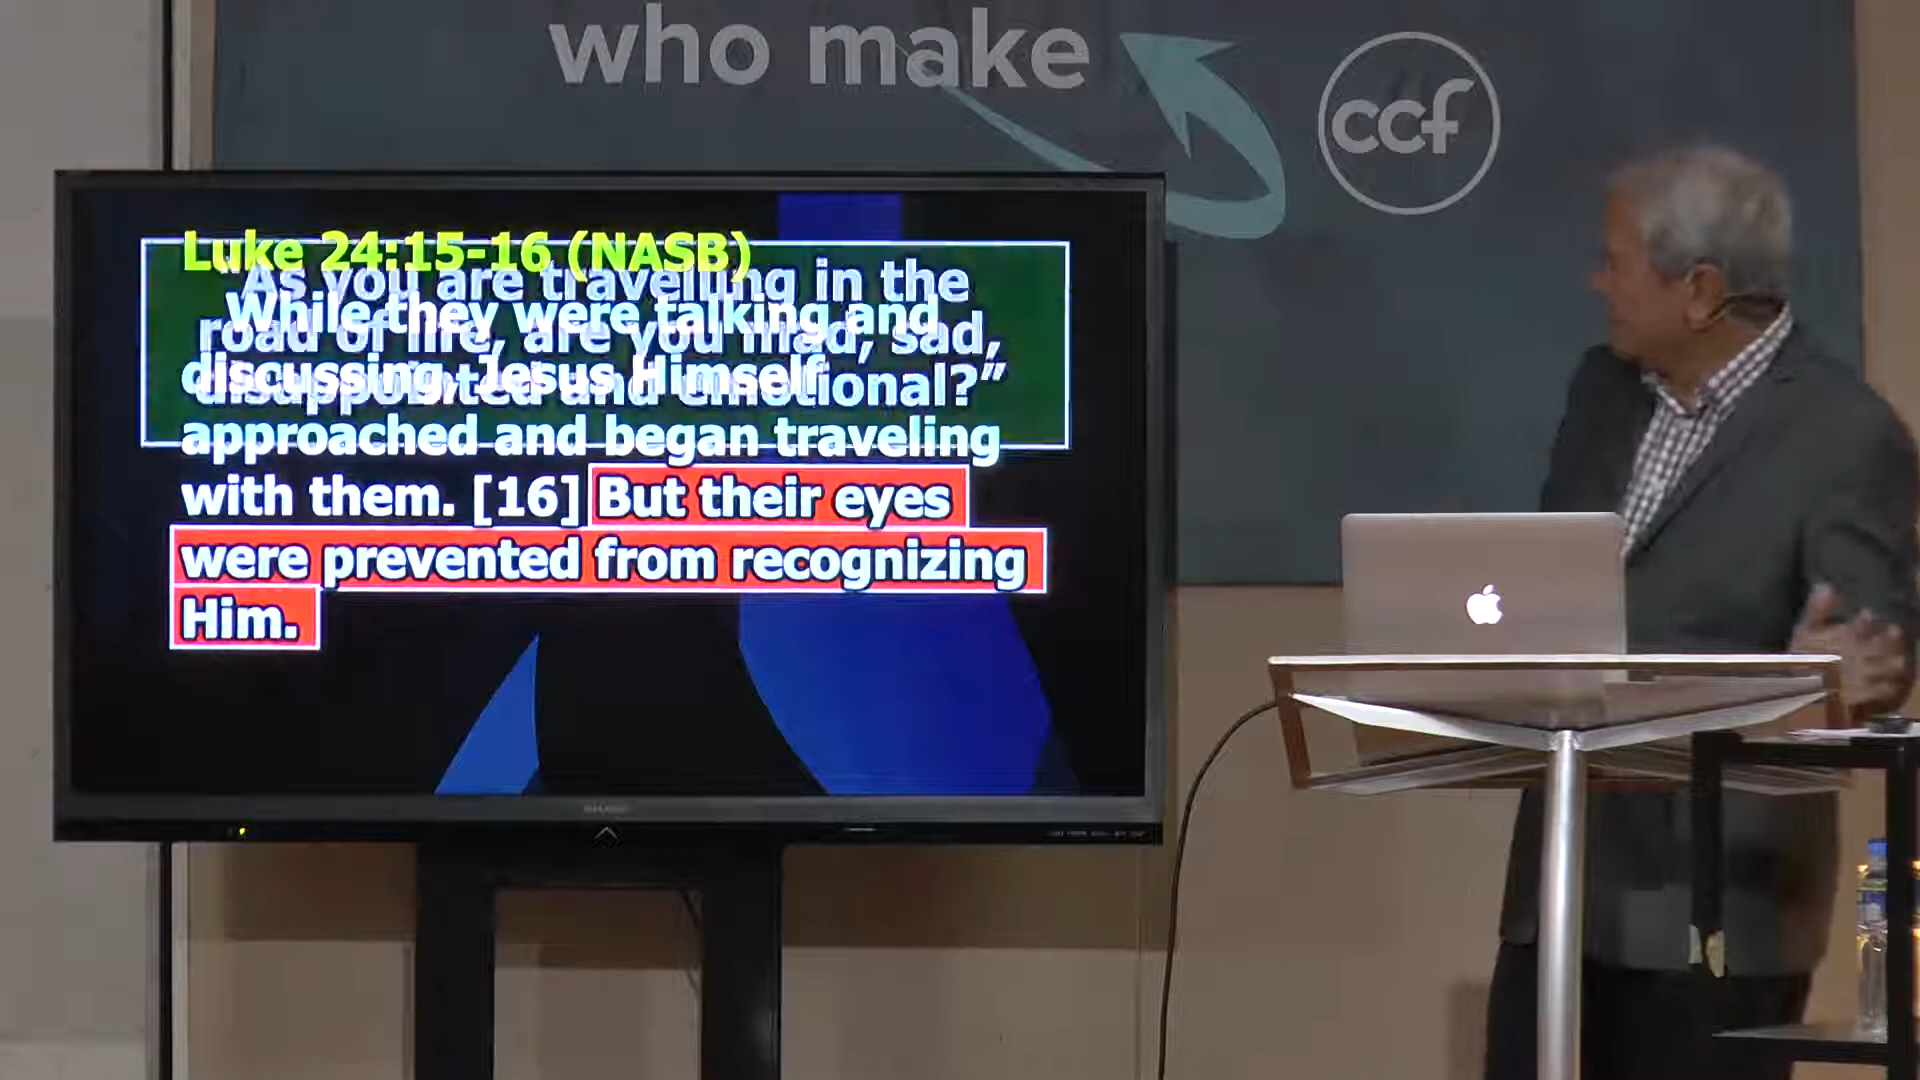 who make
ccf
Luke 24:15-16 (NASB)
While they were talking and
discussing, Jesus Himself
approached and began traveling
with them. [16] But their eyes
were prevented from recognizing
Him.
"As you are travelling in the
road of life, are you mad, sad,
disappointed and emotional?"